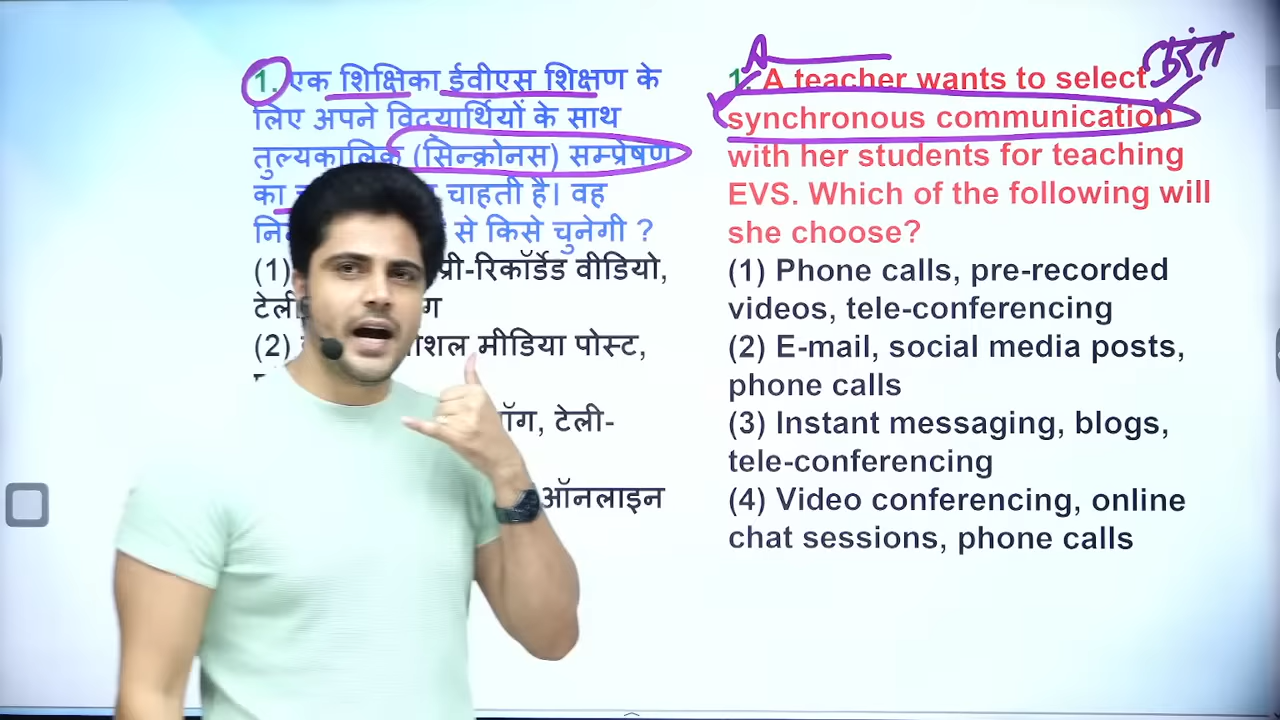 1. एक शिक्षिका ईवीएस शिक्षण के
लिए अपने विद्यार्थियों के साथ
तुल्यकालिक (सिन्क्रोनस) सम्प्रेषण
का चाहती है। वह
से किसे चुनेगी ?
(1) प्री-रिकॉर्डेड वीडियो,
(2) मीडिया पोस्ट,
टेली-
ऑनलाइन
तुरंत
A
1. A teacher wants to select
synchronous communication
with her students for teaching
EVS. Which of the following will
she choose?
(1) Phone calls, pre-recorded
videos, tele-conferencing
(2) E-mail, social media posts,
phone calls
(3) Instant messaging, blogs,
tele-conferencing
(4) Video conferencing, online
chat sessions, phone calls